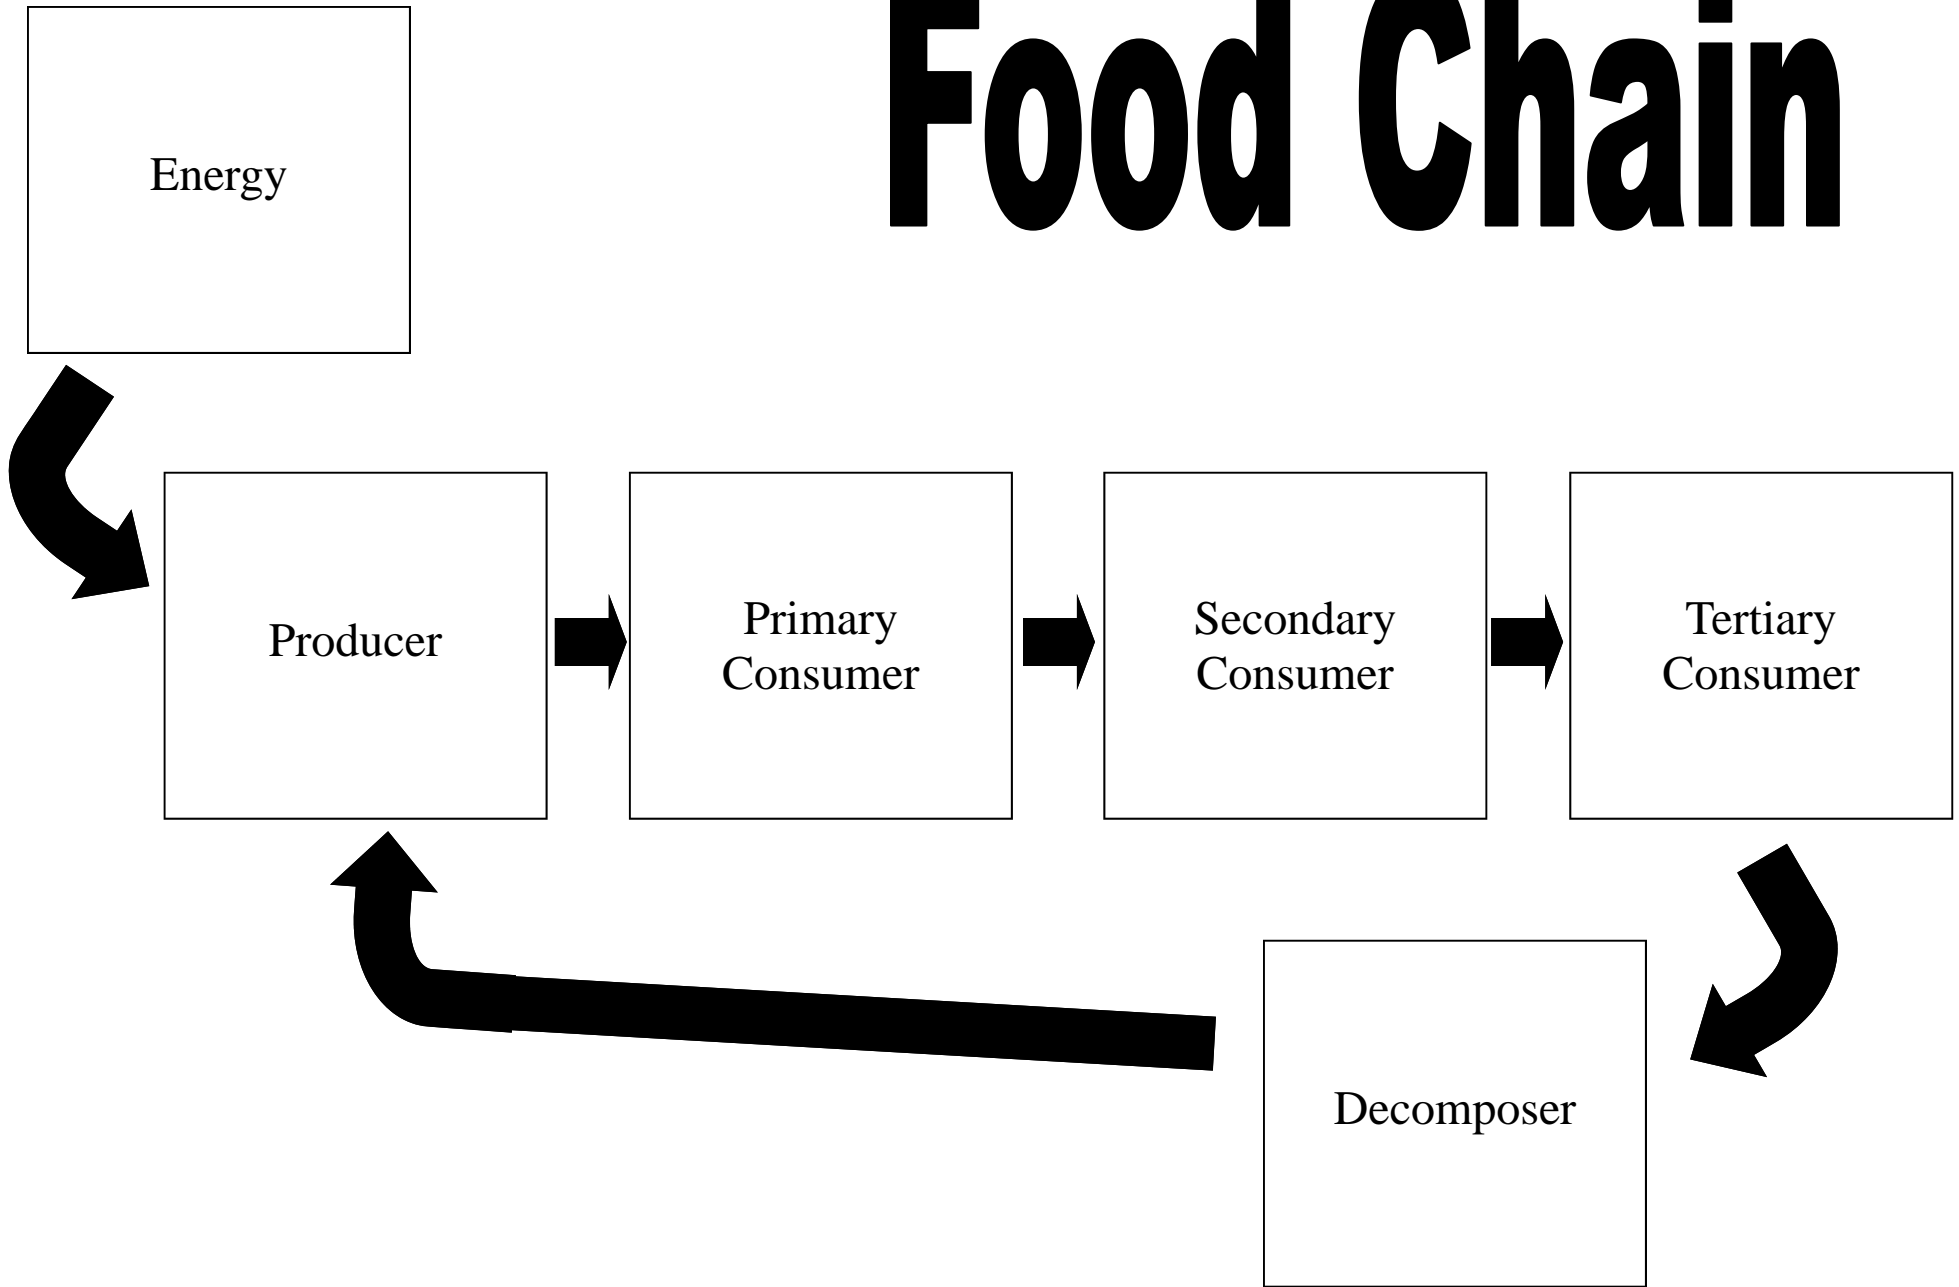 Food Chain
Energy
Producer
Primary
Consumer
Secondary
Consumer
Tertiary
Consumer
Decomposer